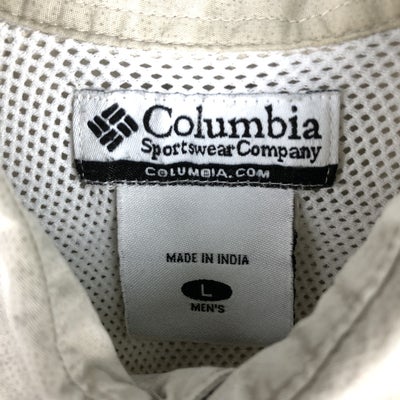 Columbia
Sportswear Company
COLUMBIA.COM
MADE IN INDIA
L
MEN'S